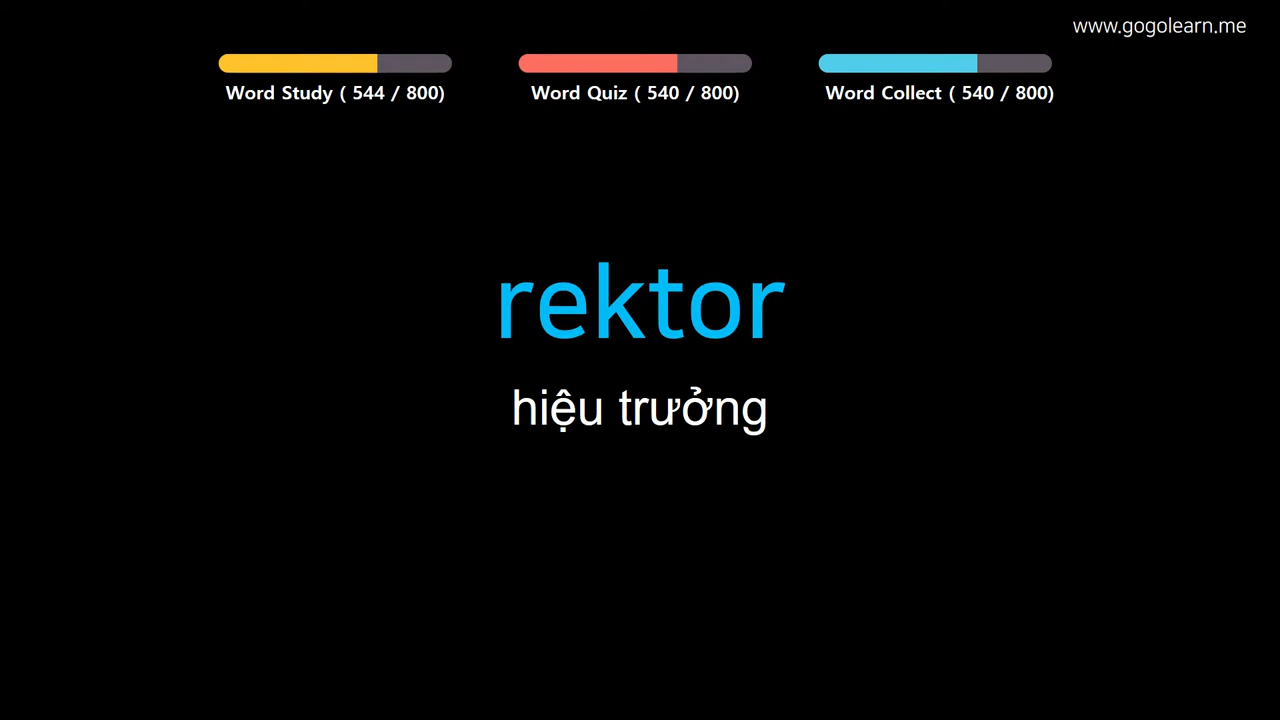 www.gogolearn.me
Word Study ( 544 / 800)
Word Quiz ( 540 / 800)
Word Collect ( 540 / 800)
rektor
hiệu trưởng